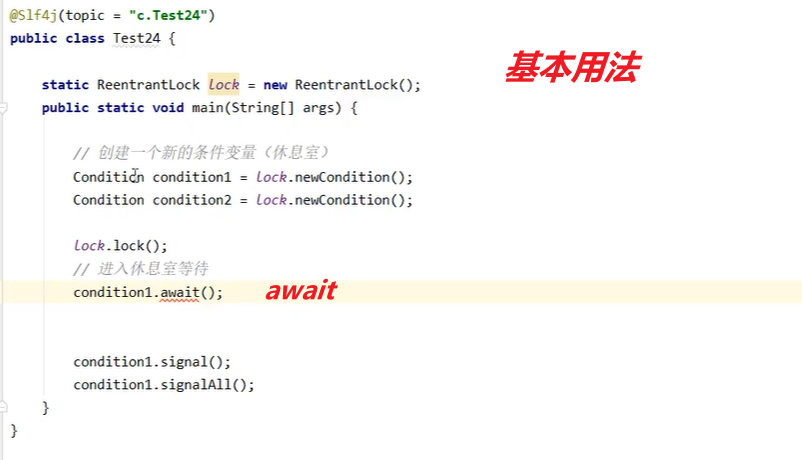 @Slf4j(topic = "c.Test24")
public class Test24 {
基本用法
static ReentrantLock lock = new ReentrantLock();
public static void main(String[] args) {
// 创建一个新的条件变量（休息室）
Condition condition1 = lock.newCondition();
Condition condition2 = lock.newCondition();
lock.lock();
// 进入休息室等待
condition1.await(); await
condition1.signal();
condition1.signalAll();
}
}